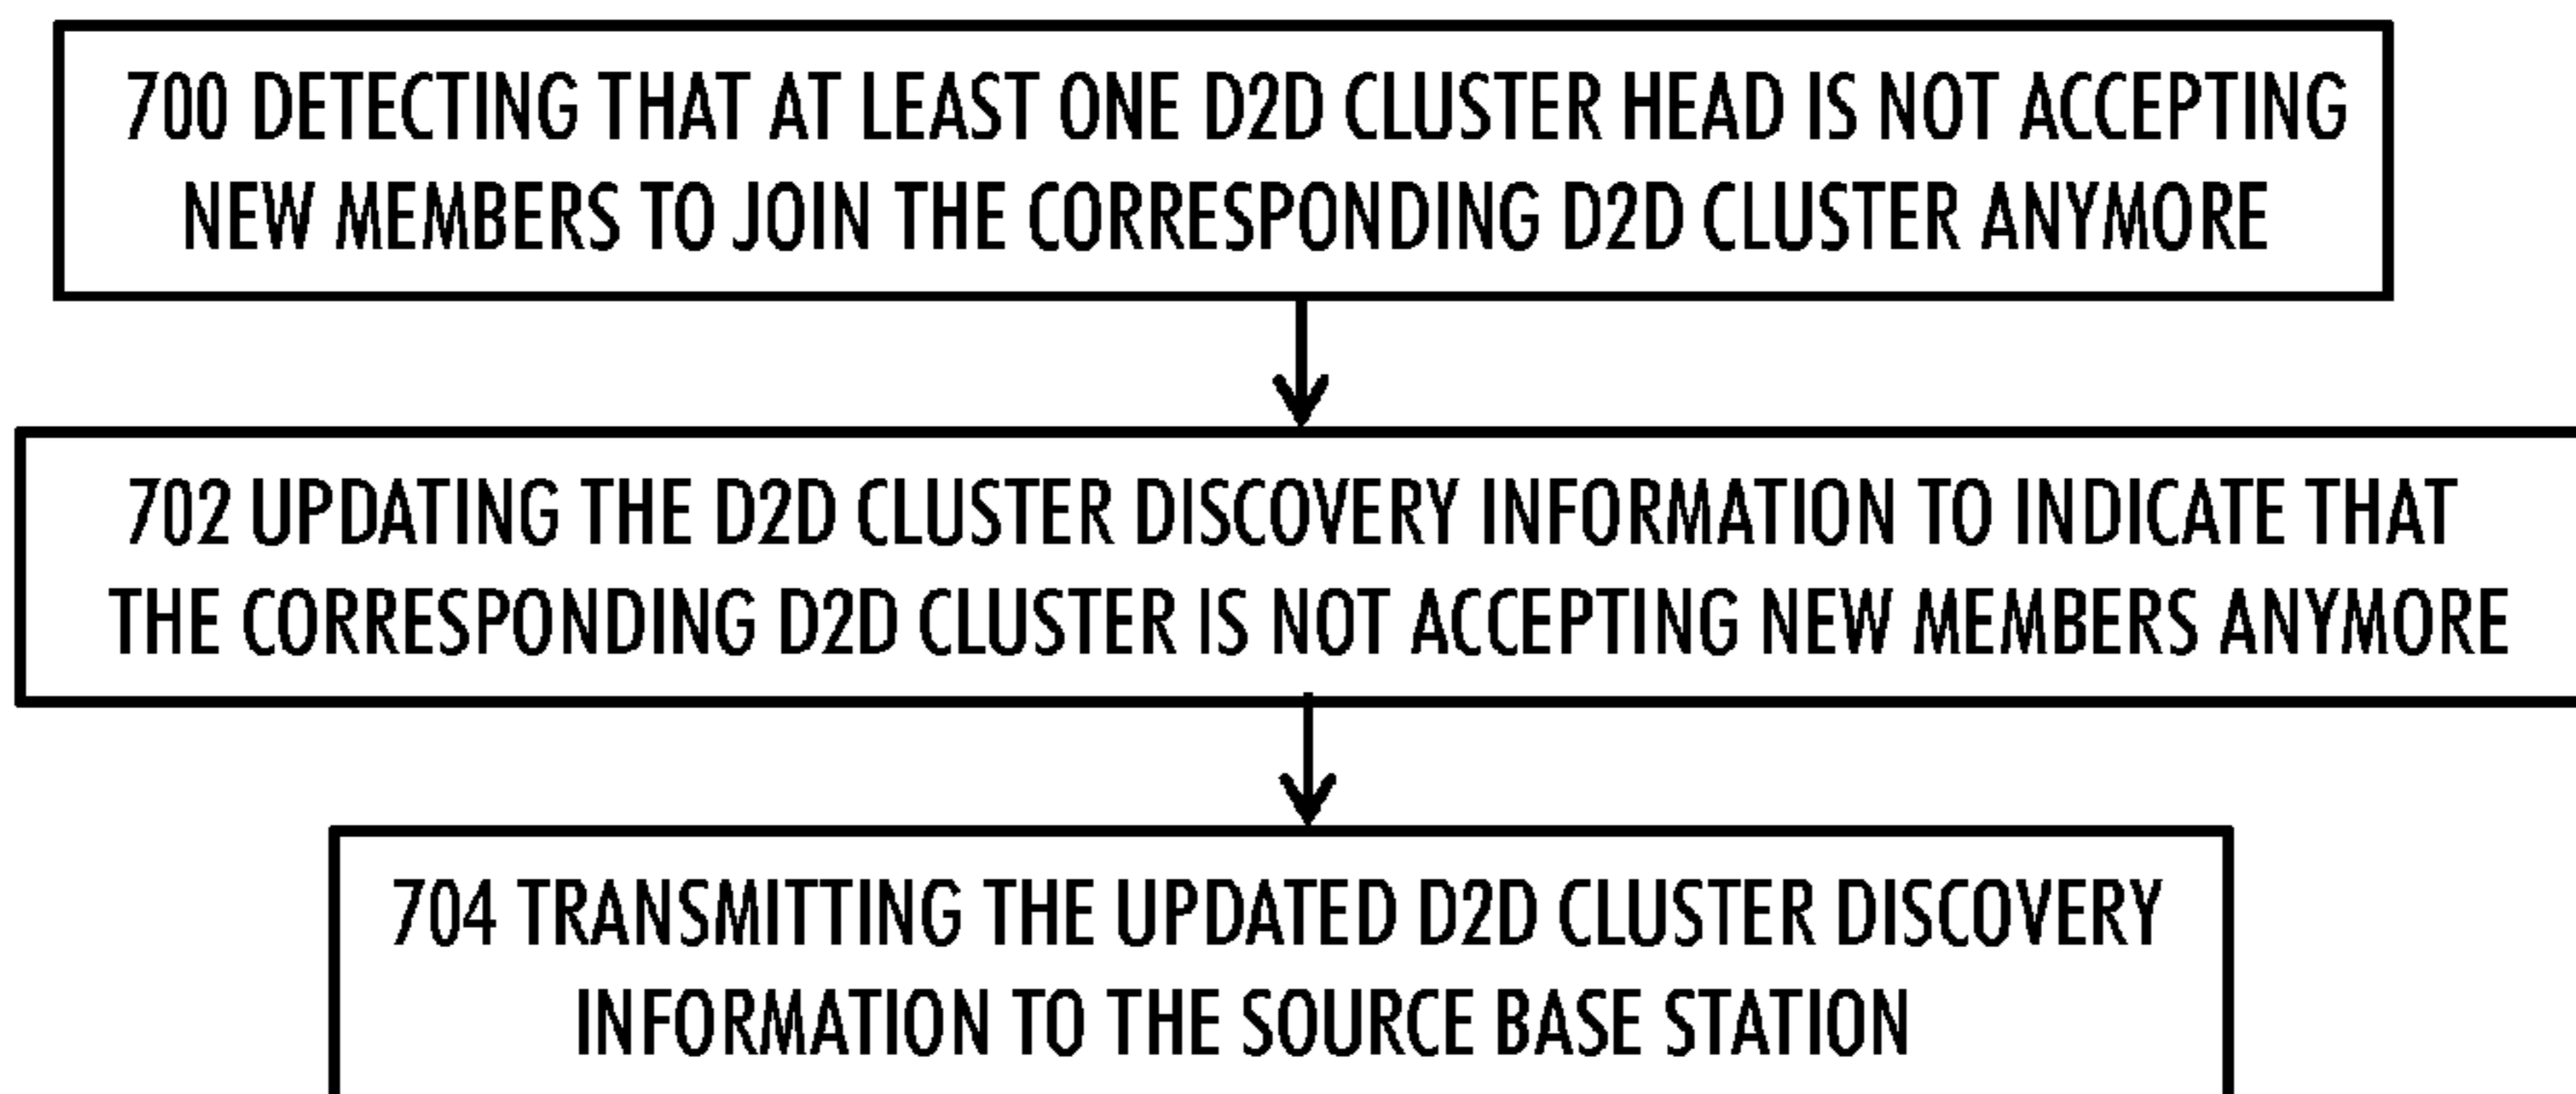 700 DETECTING THAT AT LEAST ONE D2D CLUSTER HEAD IS NOT ACCEPTING
NEW MEMBERS TO JOIN THE CORRESPONDING D2D CLUSTER ANYMORE
702 UPDATING THE D2D CLUSTER DISCOVERY INFORMATION TO INDICATE THAT
THE CORRESPONDING D2D CLUSTER IS NOT ACCEPTING NEW MEMBERS ANYMORE
704 TRANSMITTING THE UPDATED D2D CLUSTER DISCOVERY
INFORMATION TO THE SOURCE BASE STATION